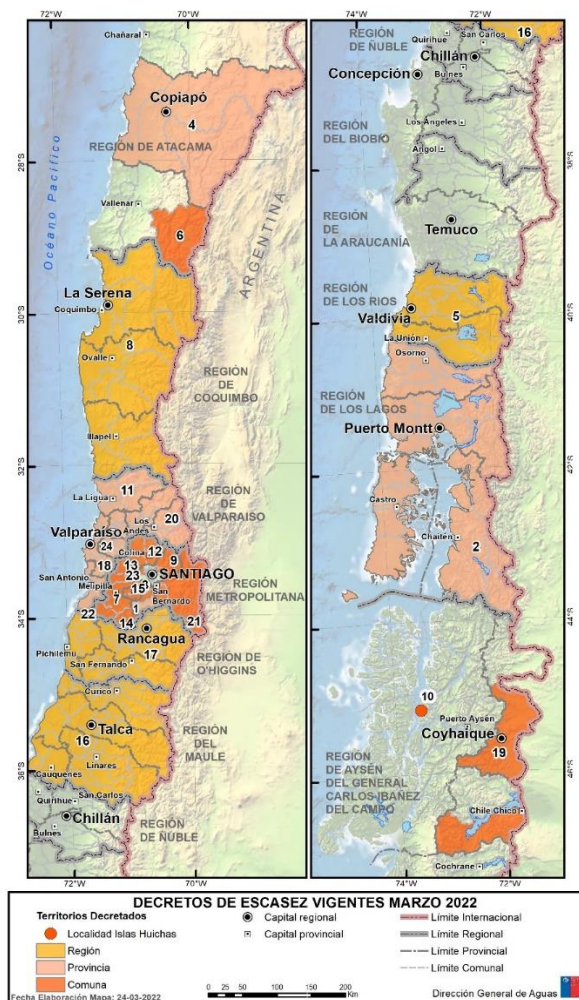 74°W
72°W
72°W
70°W
Chañaral
Copiapó
4
REGIÓN DE ATACAMA
28°S
Océano Pacífico
Vallenar
6
ARGENTINA
La Serena
Coquimbo
30°S
8
Ovalle
REGIÓN
DE
COQUIMBO
Illapel
32°S
11
La Ligua
REGIÓN
DE
VALPARAISO
Los
Andes
20
Valparaíso
24
Colina
12
9
18
13
23
SANTIAGO
San Antonio
Melipilla
7
15
San
Bernardo
REGIÓN
METROPOLITANA
1
22
14
21
34°S
Rancagua
Pichilemu
17
San Fernando
REGIÓN DE
O'HIGGINS
Curicó
Talca
16
REGIÓN
DEL
MAULE
Linares
36°S
Cauquenes
San Carlos
Quirihue
Chillán
Bulnes
REGIÓN
DE ÑUBLE
72°W
70°W
REGIÓN
DE ÑUBLE
Quirihue
San Carlos
16
Chillán
Concepción
Bulnes
REGIÓN
DEL BIOBÍO
Los Angeles
Angol
38°S
REGIÓN
DE
LA ARAUCANÍA
Temuco
REGIÓN
DE LOS RIOS
Valdivia
5
40°S
La Unión
Osorno
REGIÓN
DE LOS LAGOS
Puerto Montt
42°S
Castro
Chaitén
2
44°S
10
Puerto Aysén
Coyhaique
19
REGIÓN
DE AYSÉN
DEL GENERAL
CARLOS IBAÑEZ
DEL CAMPO
46°S
Chile Chico
Cochrane
74°W
72°W
DECRETOS DE ESCASEZ VIGENTES MARZO 2022
Territorios Decretados
Localidad Islas Huichas
Región
Provincia
Comuna
Capital regional
Capital provincial
Límite Internacional
Límite Regional
Límite Provincial
Límite Comunal
0 25 50 100 150 200
Km
Fecha Elaboración Mapa: 24-03-2022
Dirección General de Aguas